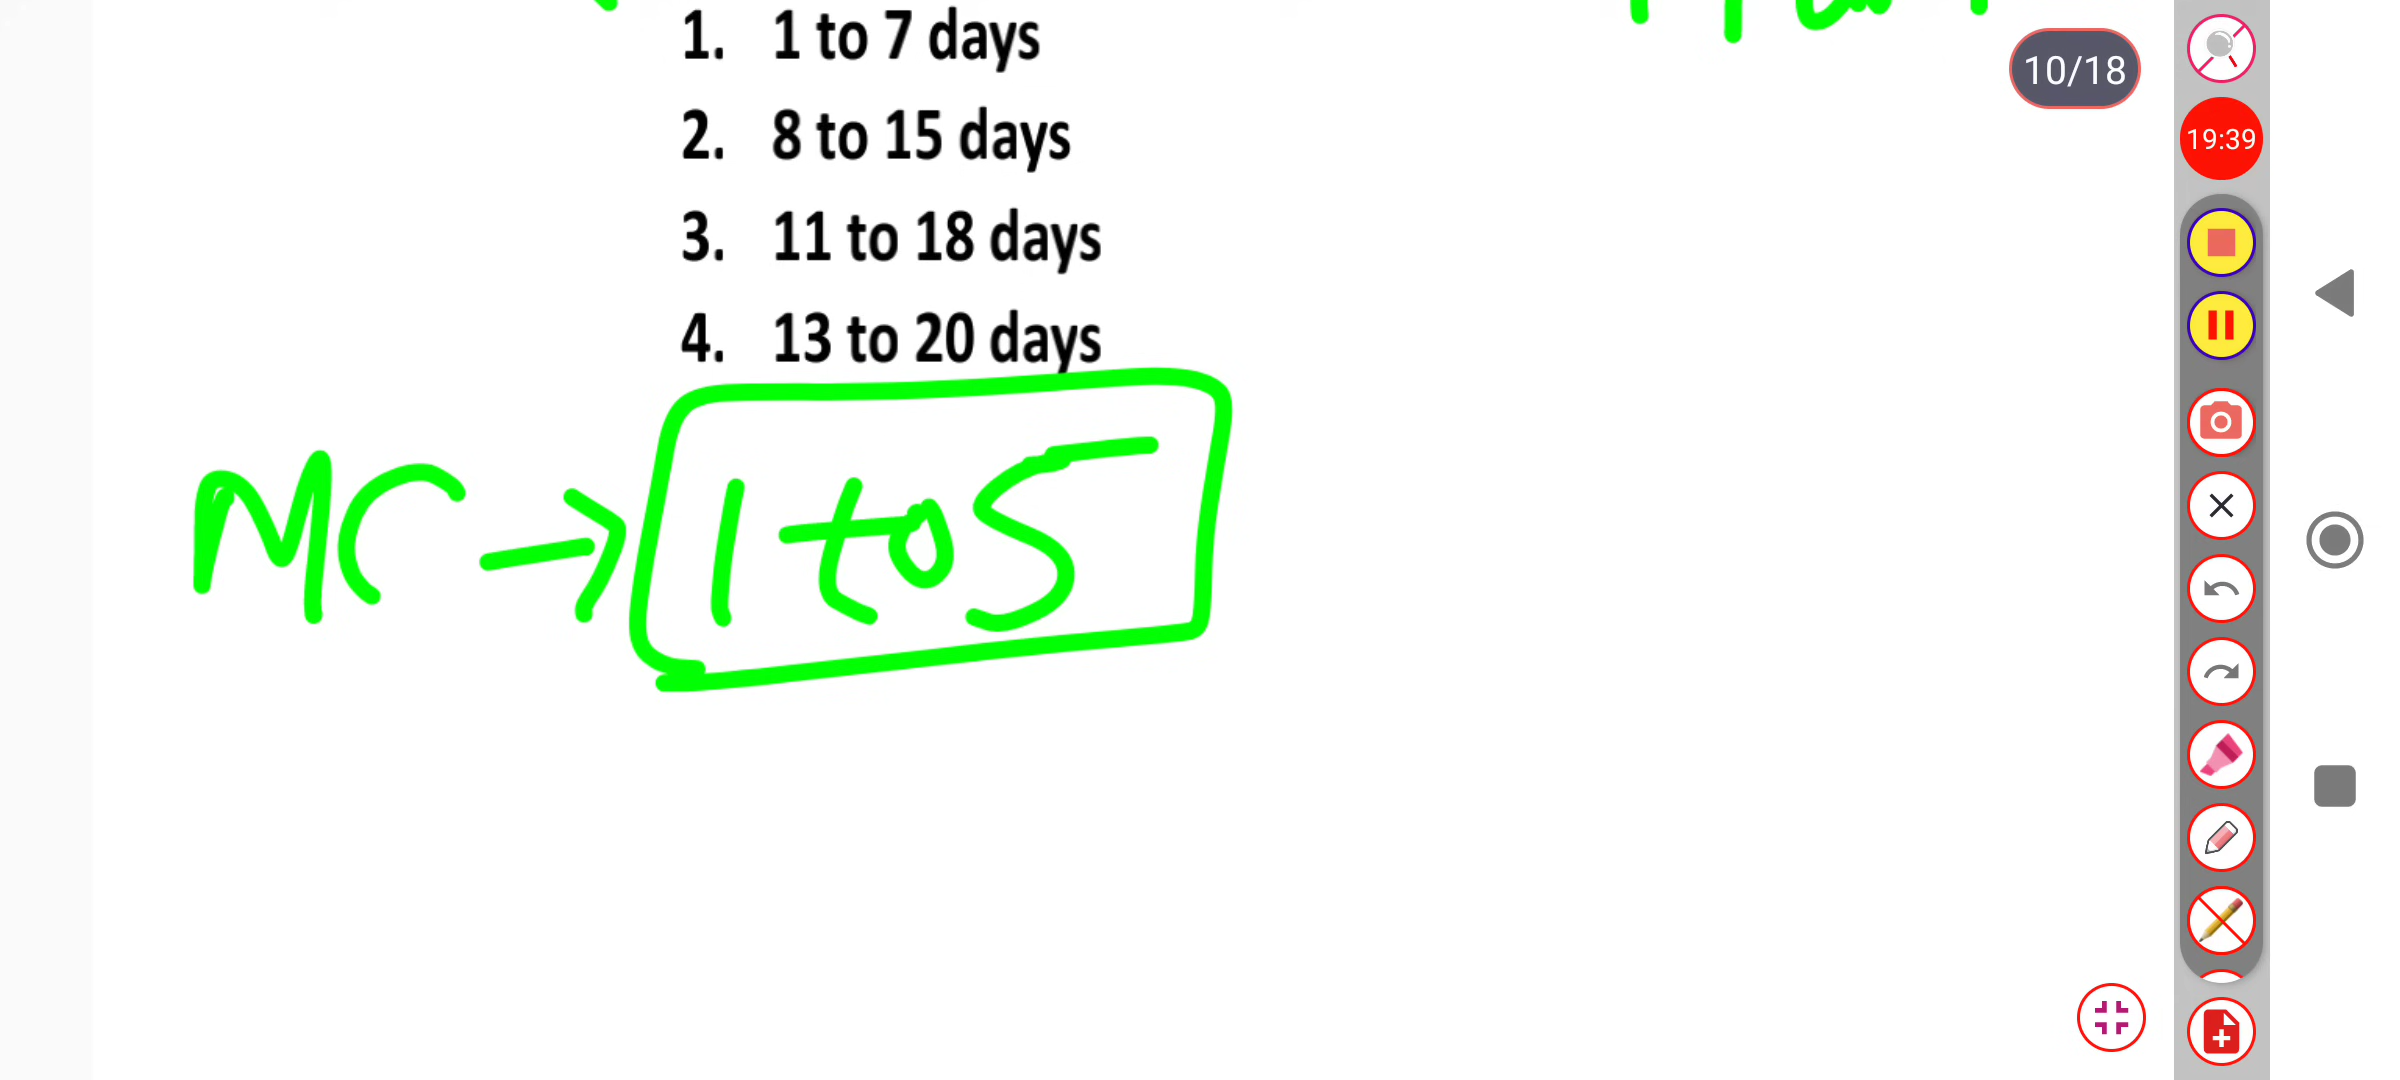 1. 1 to 7 days
10/18
19:39
2. 8 to 15 days
3. 11 to 18 days
4. 13 to 20 days
MC → 1 to 5